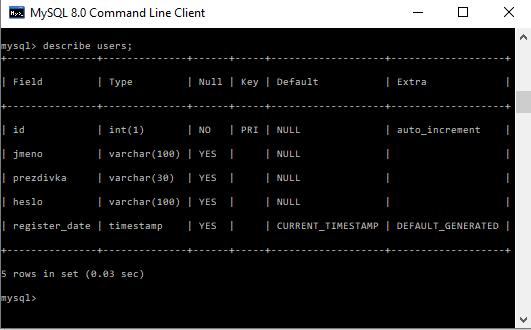 MySQL 8.0 Command Line Client
mysql> describe users;
+----------------+--------------+------+-----+-------------------+-------------------+
| Field | Type | Null | Key | Default | Extra |
+----------------+--------------+------+-----+-------------------+-------------------+
| id | int(1) | NO | PRI | NULL | auto_increment |
| jmeno | varchar(100) | YES | | NULL | |
| prezdivka | varchar(30) | YES | | NULL | |
| heslo | varchar(100) | YES | | NULL | |
| register_date | timestamp | YES | | CURRENT_TIMESTAMP | DEFAULT_GENERATED |
+----------------+--------------+------+-----+-------------------+-------------------+
5 rows in set (0.03 sec)
mysql>